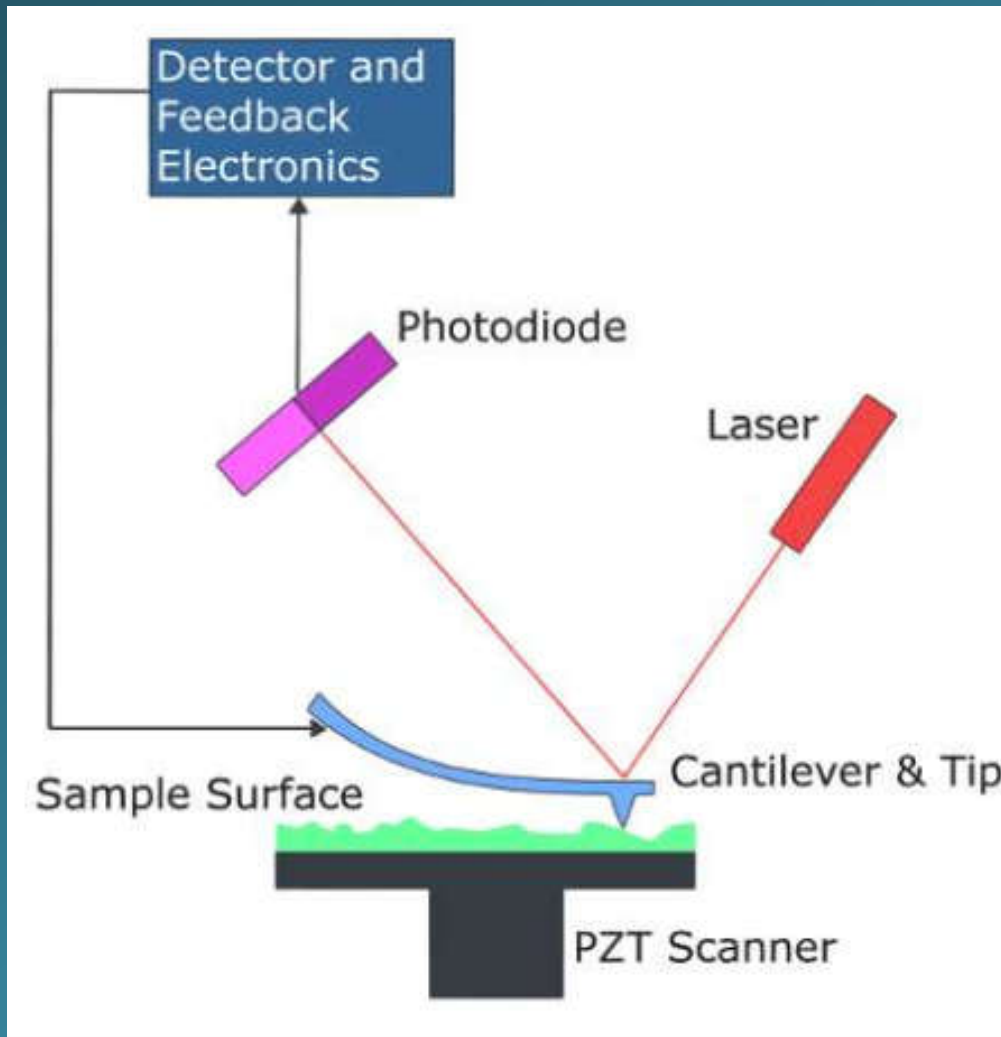 Detector and
Feedback
Electronics
Photodiode
Laser
Cantilever & Tip
Sample Surface
PZT Scanner